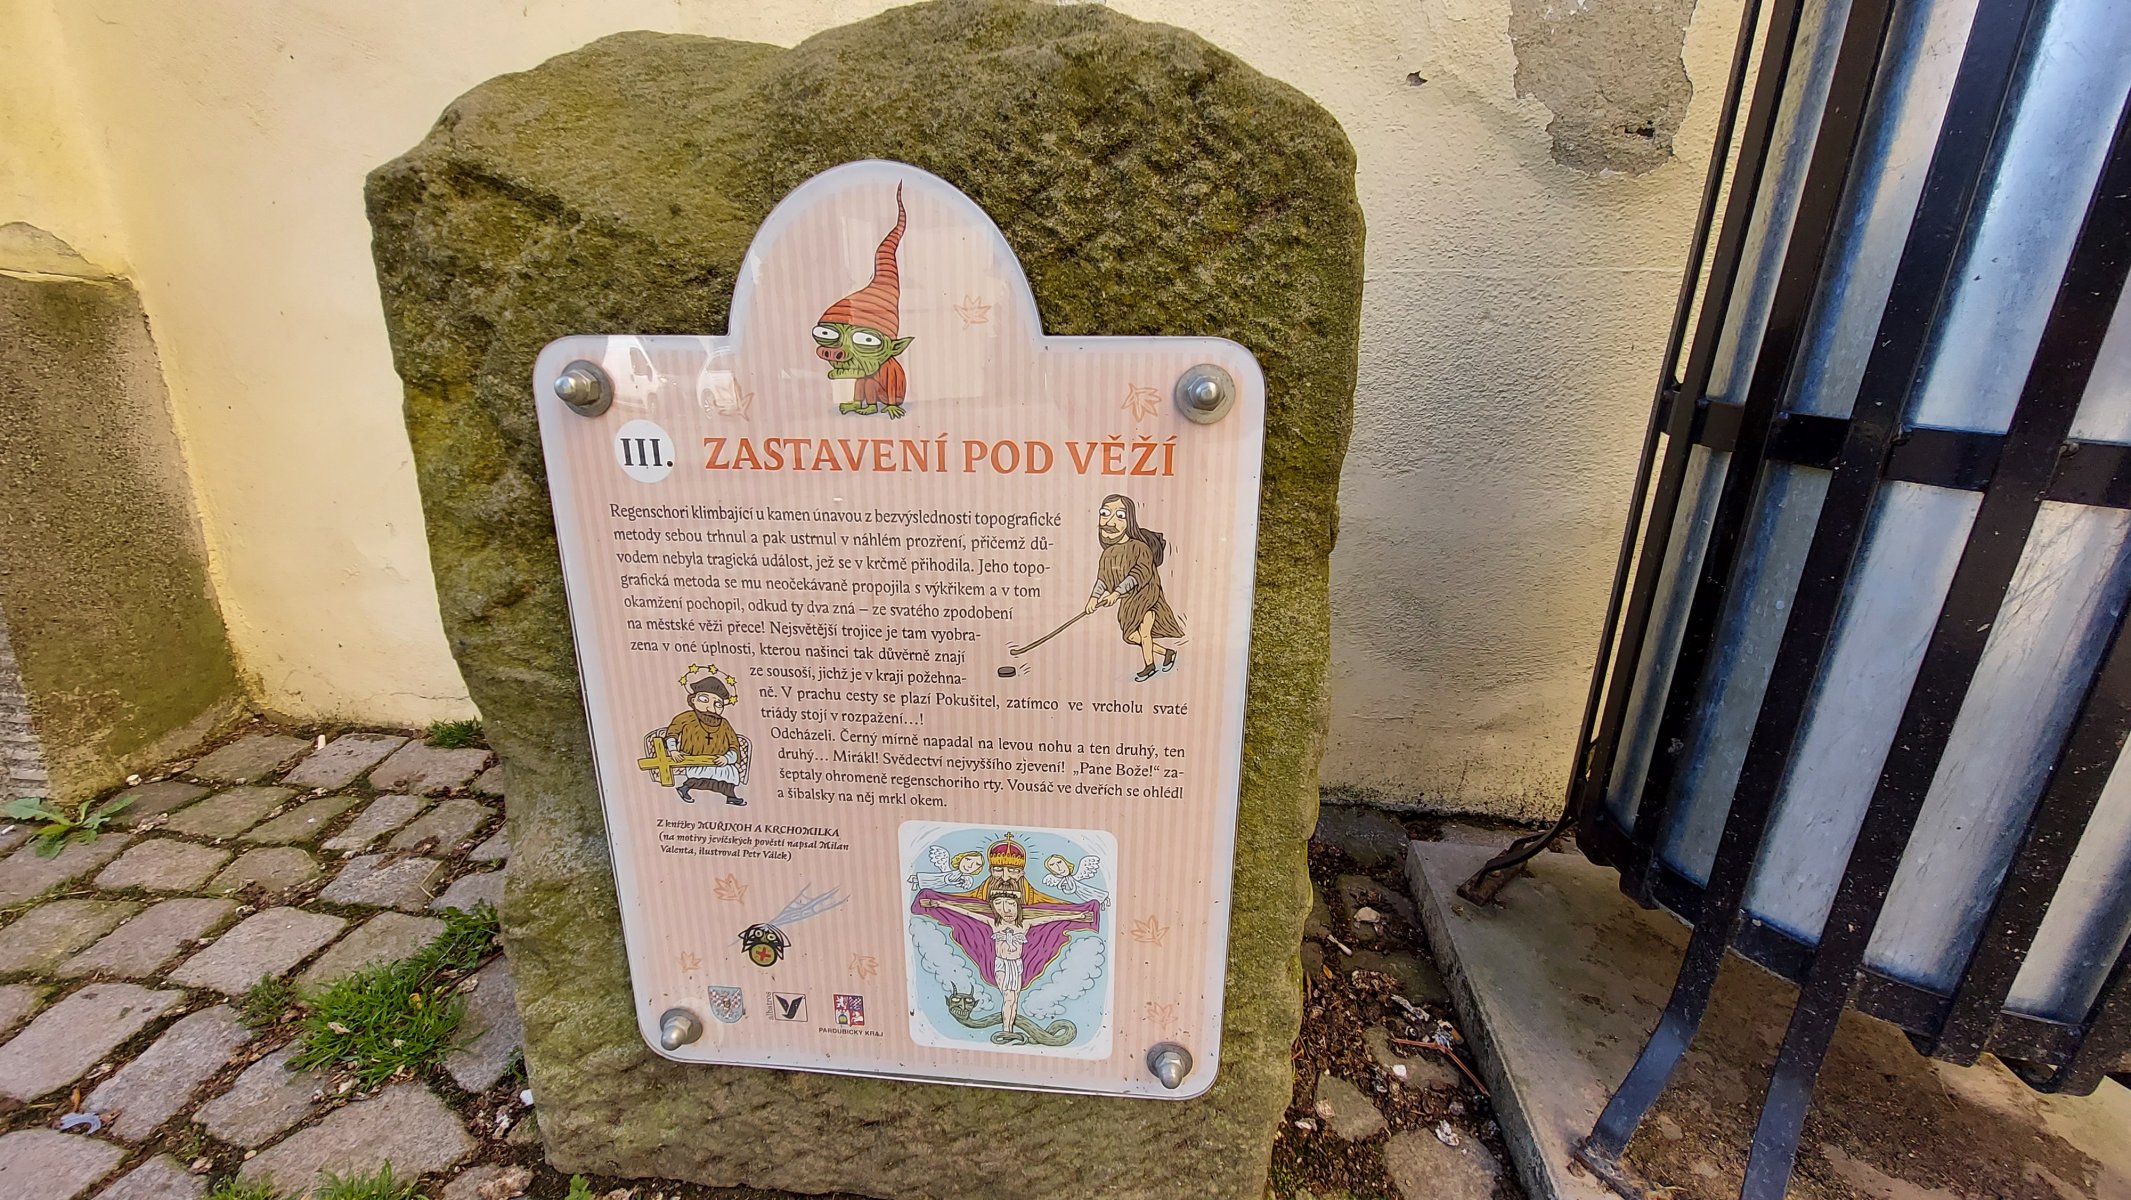 III. ZASTAVENÍ POD VĚŽÍ
Regenschori klimbající u kamen únavou z bezvýslednosti topografické
metody sebou trhnul a pak ustrnul v náhlém prozření, přičemž dů-
vodem nebyla tragická událost, jež se v krčmě přihodila. Jeho topo-
grafická metoda se mu neočekávaně propojila s výkřikem a v tom
okamžení pochopil, odkud ty dva zná – ze svatého zpodobení
na městské věži přece! Nejsvětější trojice je tam vyobra-
zena v oné úplnosti, kterou našinci tak důvěrně znají
ze sousoší, jichž je v kraji požehna-
ně. V prachu cesty se plazí Pokušitel, zatímco ve vrcholu svaté
triády stojí v rozpažení...!
Odcházeli. Černý mírně napadal na levou nohu a ten druhý, ten
druhý... Mirákl! Svědectví nejvyššího zjevení! „Pane Bože!“ za-
šeptaly ohromeně regenschoriho rty. Vousáč ve dveřích se ohlédl
a šibalsky na něj mrkl okem.
Z knížky MUŘINOH A KRCHOMILKA
(na motivy jevíčských pověstí napsal Milan
Valenta, ilustroval Petr Válek)
albatros
PARDUBICKÝ KRAJ